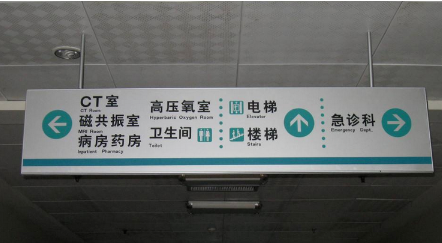 CT室
CT Room
磁共振室
MRI Room
病房药房
Inpatient Pharmacy
高压氧室
Hyperbaric Oxygen Room
卫生间
Toilet
电梯
Elevator
楼梯
Stairs
急诊科
Emergency Dept.